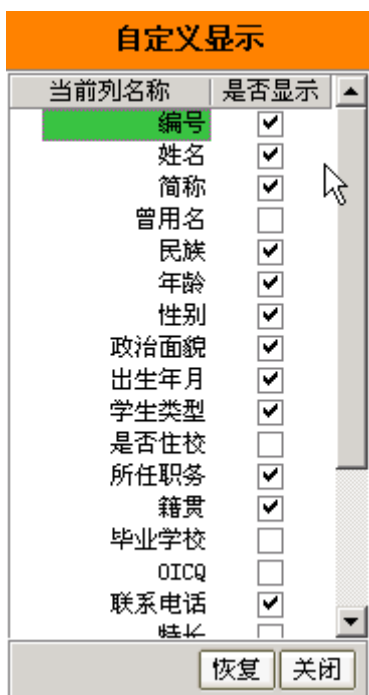 自定义显示
当前列名称 是否显示
编号
姓名
简称
曾用名
民族
年龄
性别
政治面貌
出生年月
学生类型
是否住校
所任职务
籍贯
毕业学校
OICQ
联系电话
特长
恢复 关闭